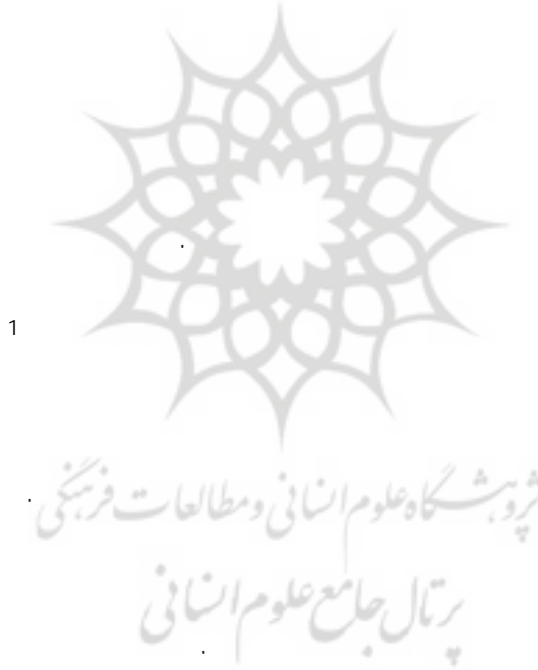 1
پژوهشگاه علوم انسانی و مطالعات فرهنگی
پرتال جامع علوم انسانی